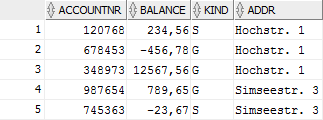 ACCOUNTNR BALANCE KIND ADDR
1 120768 234,56 S Hochstr. 1
2 678453 -456,78 G Hochstr. 1
3 348973 12567,56 G Hochstr. 1
4 987654 789,65 G Simseestr. 3
5 745363 -23,67 S Simseestr. 3